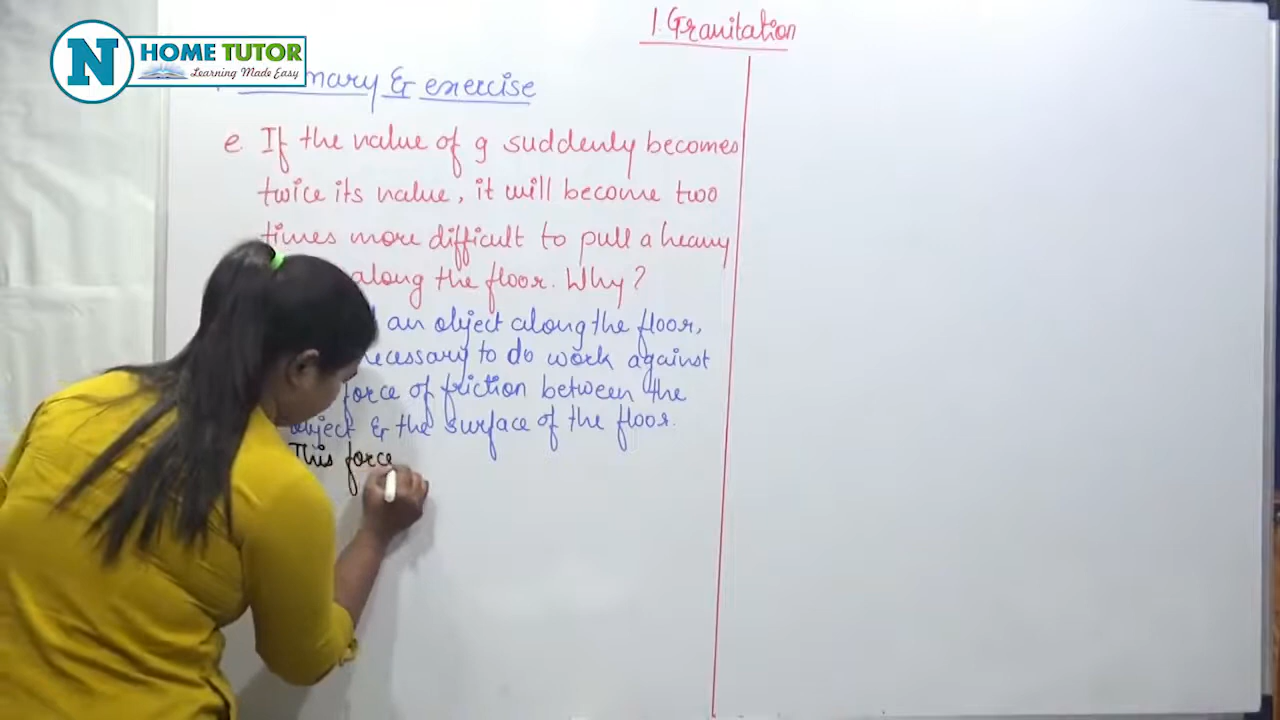 1. Gravitation
N HOME TUTOR
Learning Made Easy
& exercise
e If the value of g suddenly becomes
twice its value, it will become two
times more difficult to pull a heavy
along the floor. Why?
an object along the floor,
to do work against
force of friction between the
object & the surface of the floor.
This force